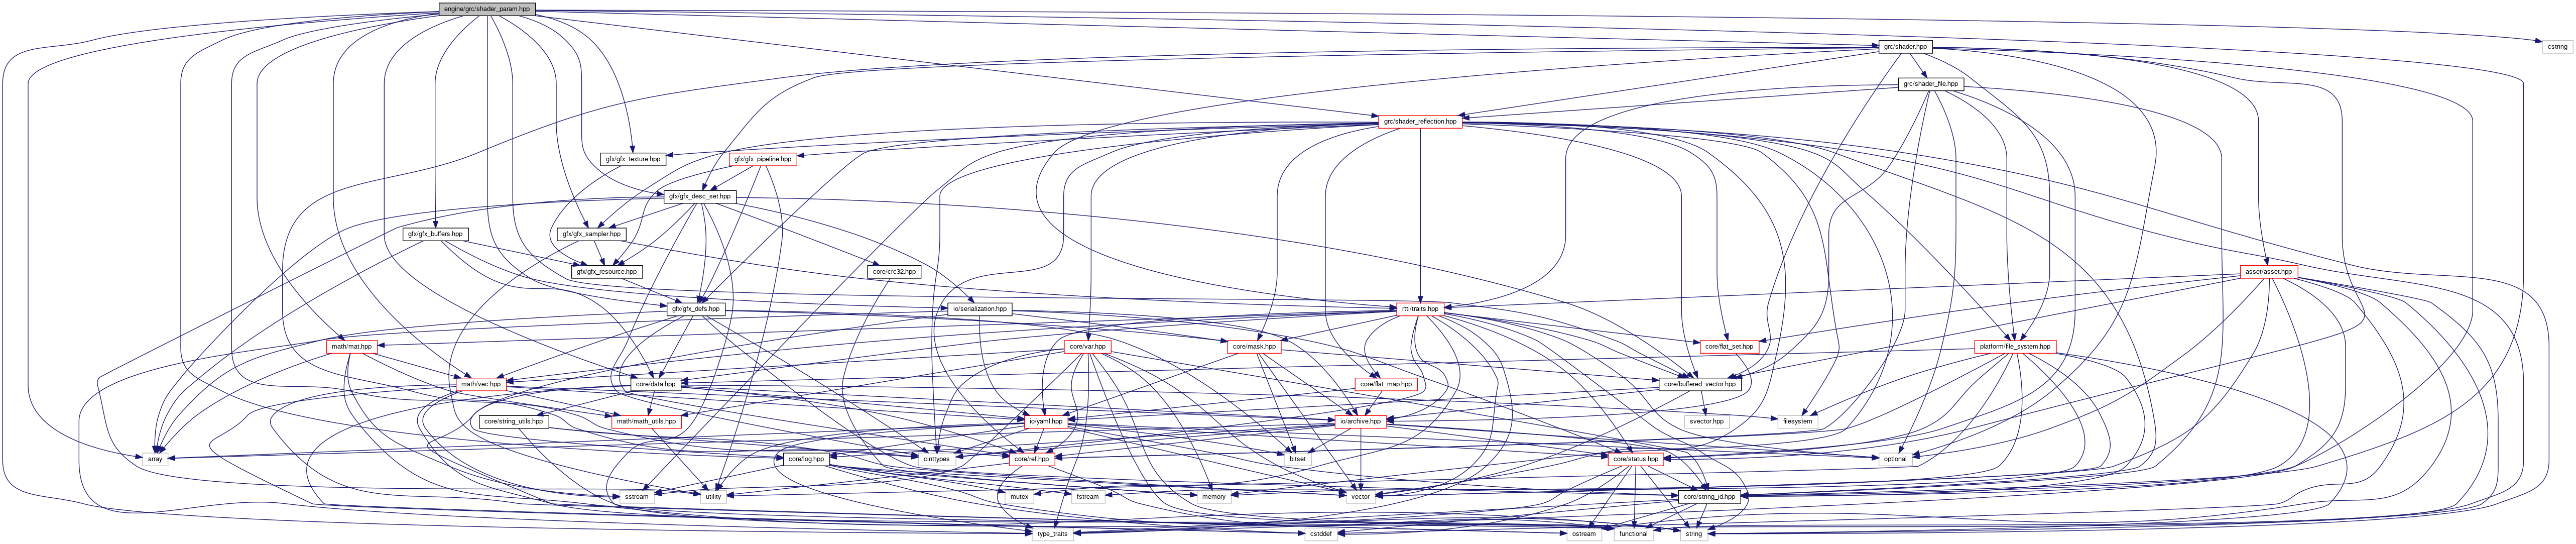 engine/grc/shader_param.hpp
grc/shader.hpp
cstring
grc/shader_file.hpp
grc/shader_reflection.hpp
gfx/gfx_texture.hpp
gfx/gfx_pipeline.hpp
gfx/gfx_desc_set.hpp
gfx/gfx_buffers.hpp
gfx/gfx_sampler.hpp
gfx/gfx_resource.hpp
core/crc32.hpp
asset/asset.hpp
gfx/gfx_defs.hpp
io/serialization.hpp
rtti/traits.hpp
math/mat.hpp
core/var.hpp
core/mask.hpp
core/flat_set.hpp
platform/file_system.hpp
math/vec.hpp
core/data.hpp
core/flat_map.hpp
core/buffered_vector.hpp
core/string_utils.hpp
math/math_utils.hpp
io/yaml.hpp
io/archive.hpp
svector.hpp
filesystem
array
core/log.hpp
cinttypes
core/ref.hpp
bitset
core/status.hpp
optional
sstream
utility
mutex
fstream
memory
vector
core/string_id.hpp
type_traits
cstddef
ostream
functional
string